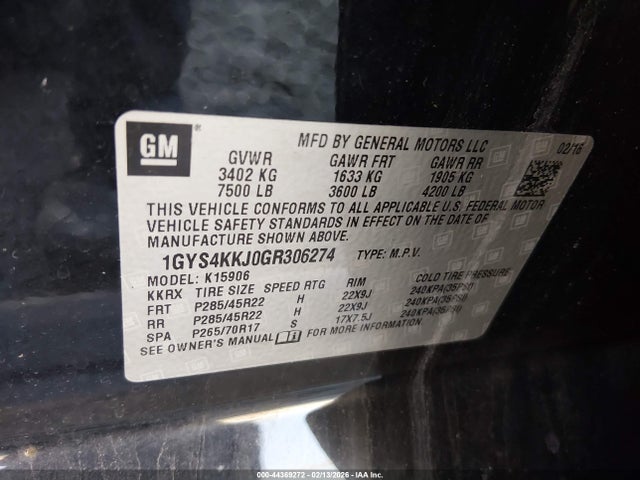 GM®
MFD BY GENERAL MOTORS LLC
02/16
GVWR GAWR FRT GAWR RR
3402 KG 1633 KG 1905 KG
7500 LB 3600 LB 4200 LB
THIS VEHICLE CONFORMS TO ALL APPLICABLE U.S. FEDERAL MOTOR
VEHICLE SAFETY STANDARDS IN EFFECT ON THE DATE OF
MANUFACTURE SHOWN ABOVE.
1GYS4KKJ0GR306274 TYPE: M.P.V.
MODEL: K15906
KKRX TIRE SIZE SPEED RTG RIM COLD TIRE PRESSURE
FRT P285/45R22 H 22X9J 240KPA(35PSI)
RR P285/45R22 H 22X9J 240KPA(35PSI)
SPA P265/70R17 S 17X7.5J 240KPA(35PSI)
SEE OWNER'S MANUAL FOR MORE INFORMATION.
000-44369272 - 02/13/2026 - IAA Inc.